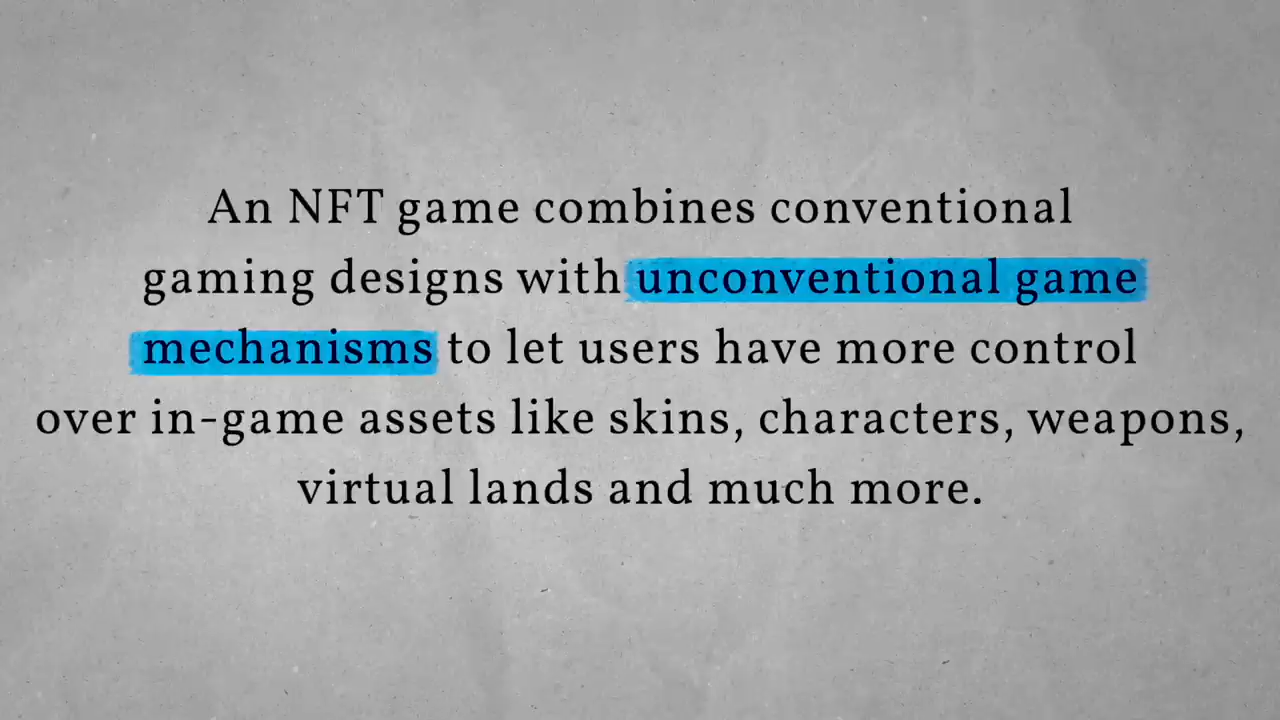 An NFT game combines conventional
gaming designs with unconventional game
mechanisms to let users have more control
over in-game assets like skins, characters, weapons,
virtual lands and much more.